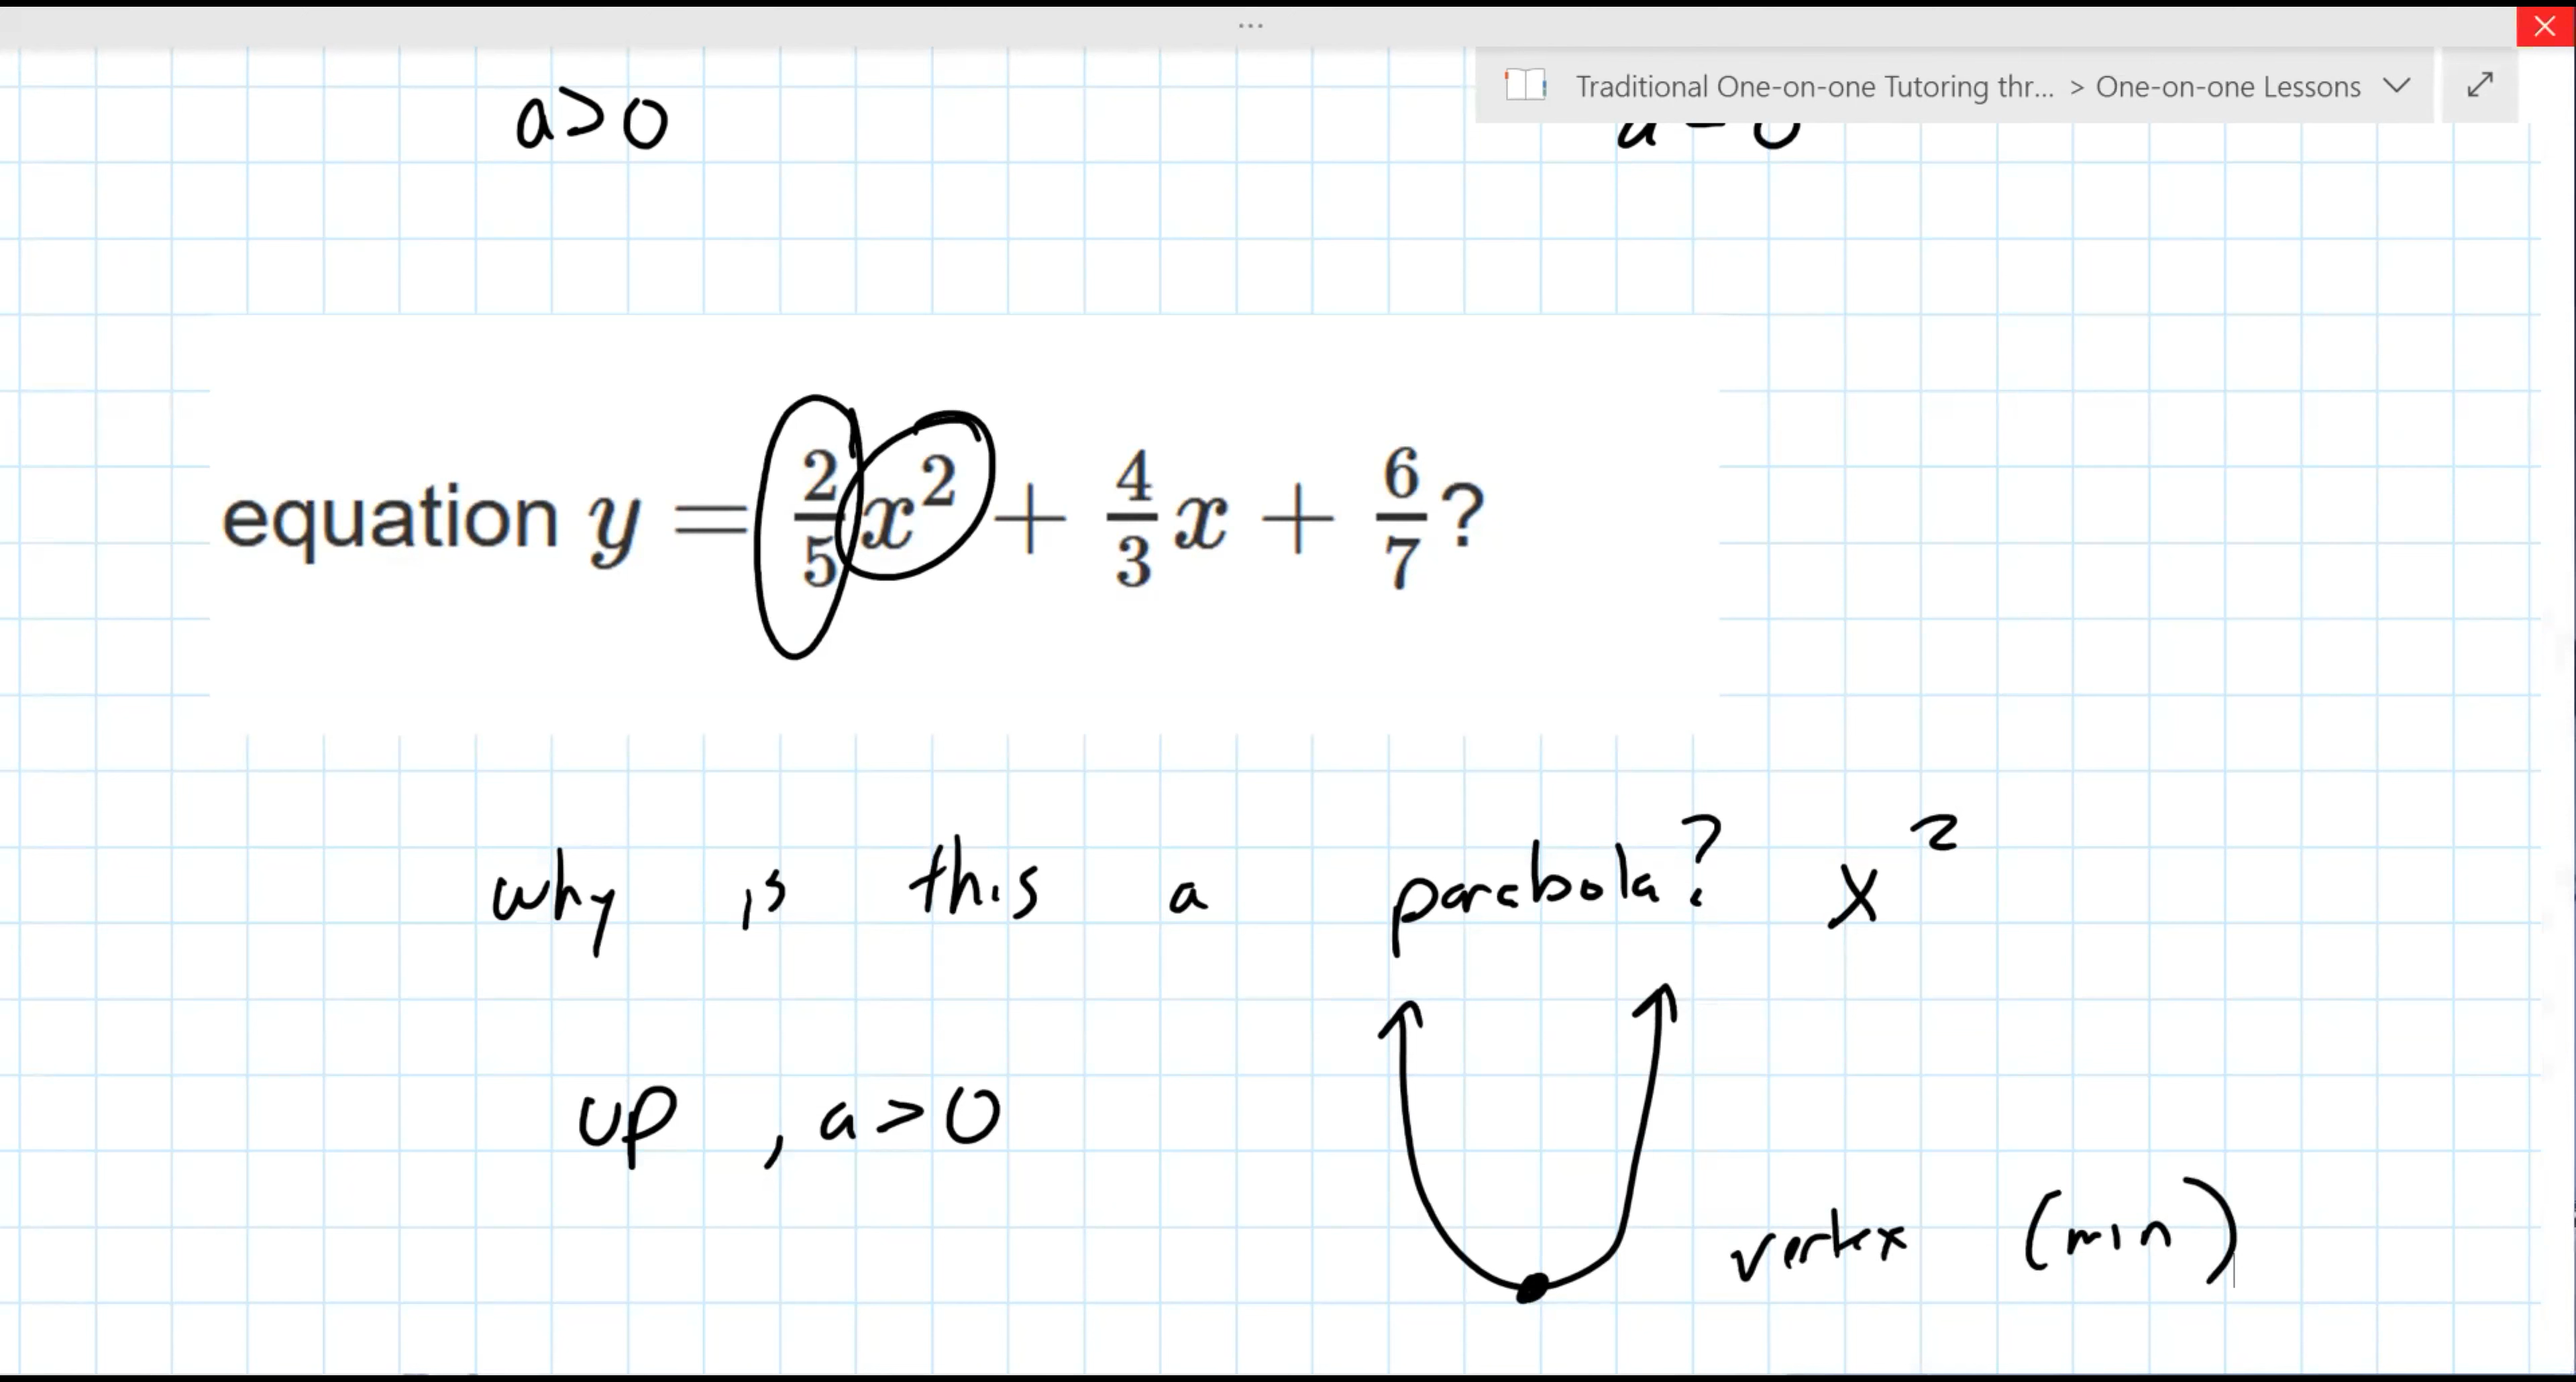 ...
Traditional One-on-one Tutoring thr... > One-on-one Lessons
a>0
equation y = 2/5 x² + 4/3 x + 6/7?
why is this a parabola? x²
up, a>0
vertex (min)